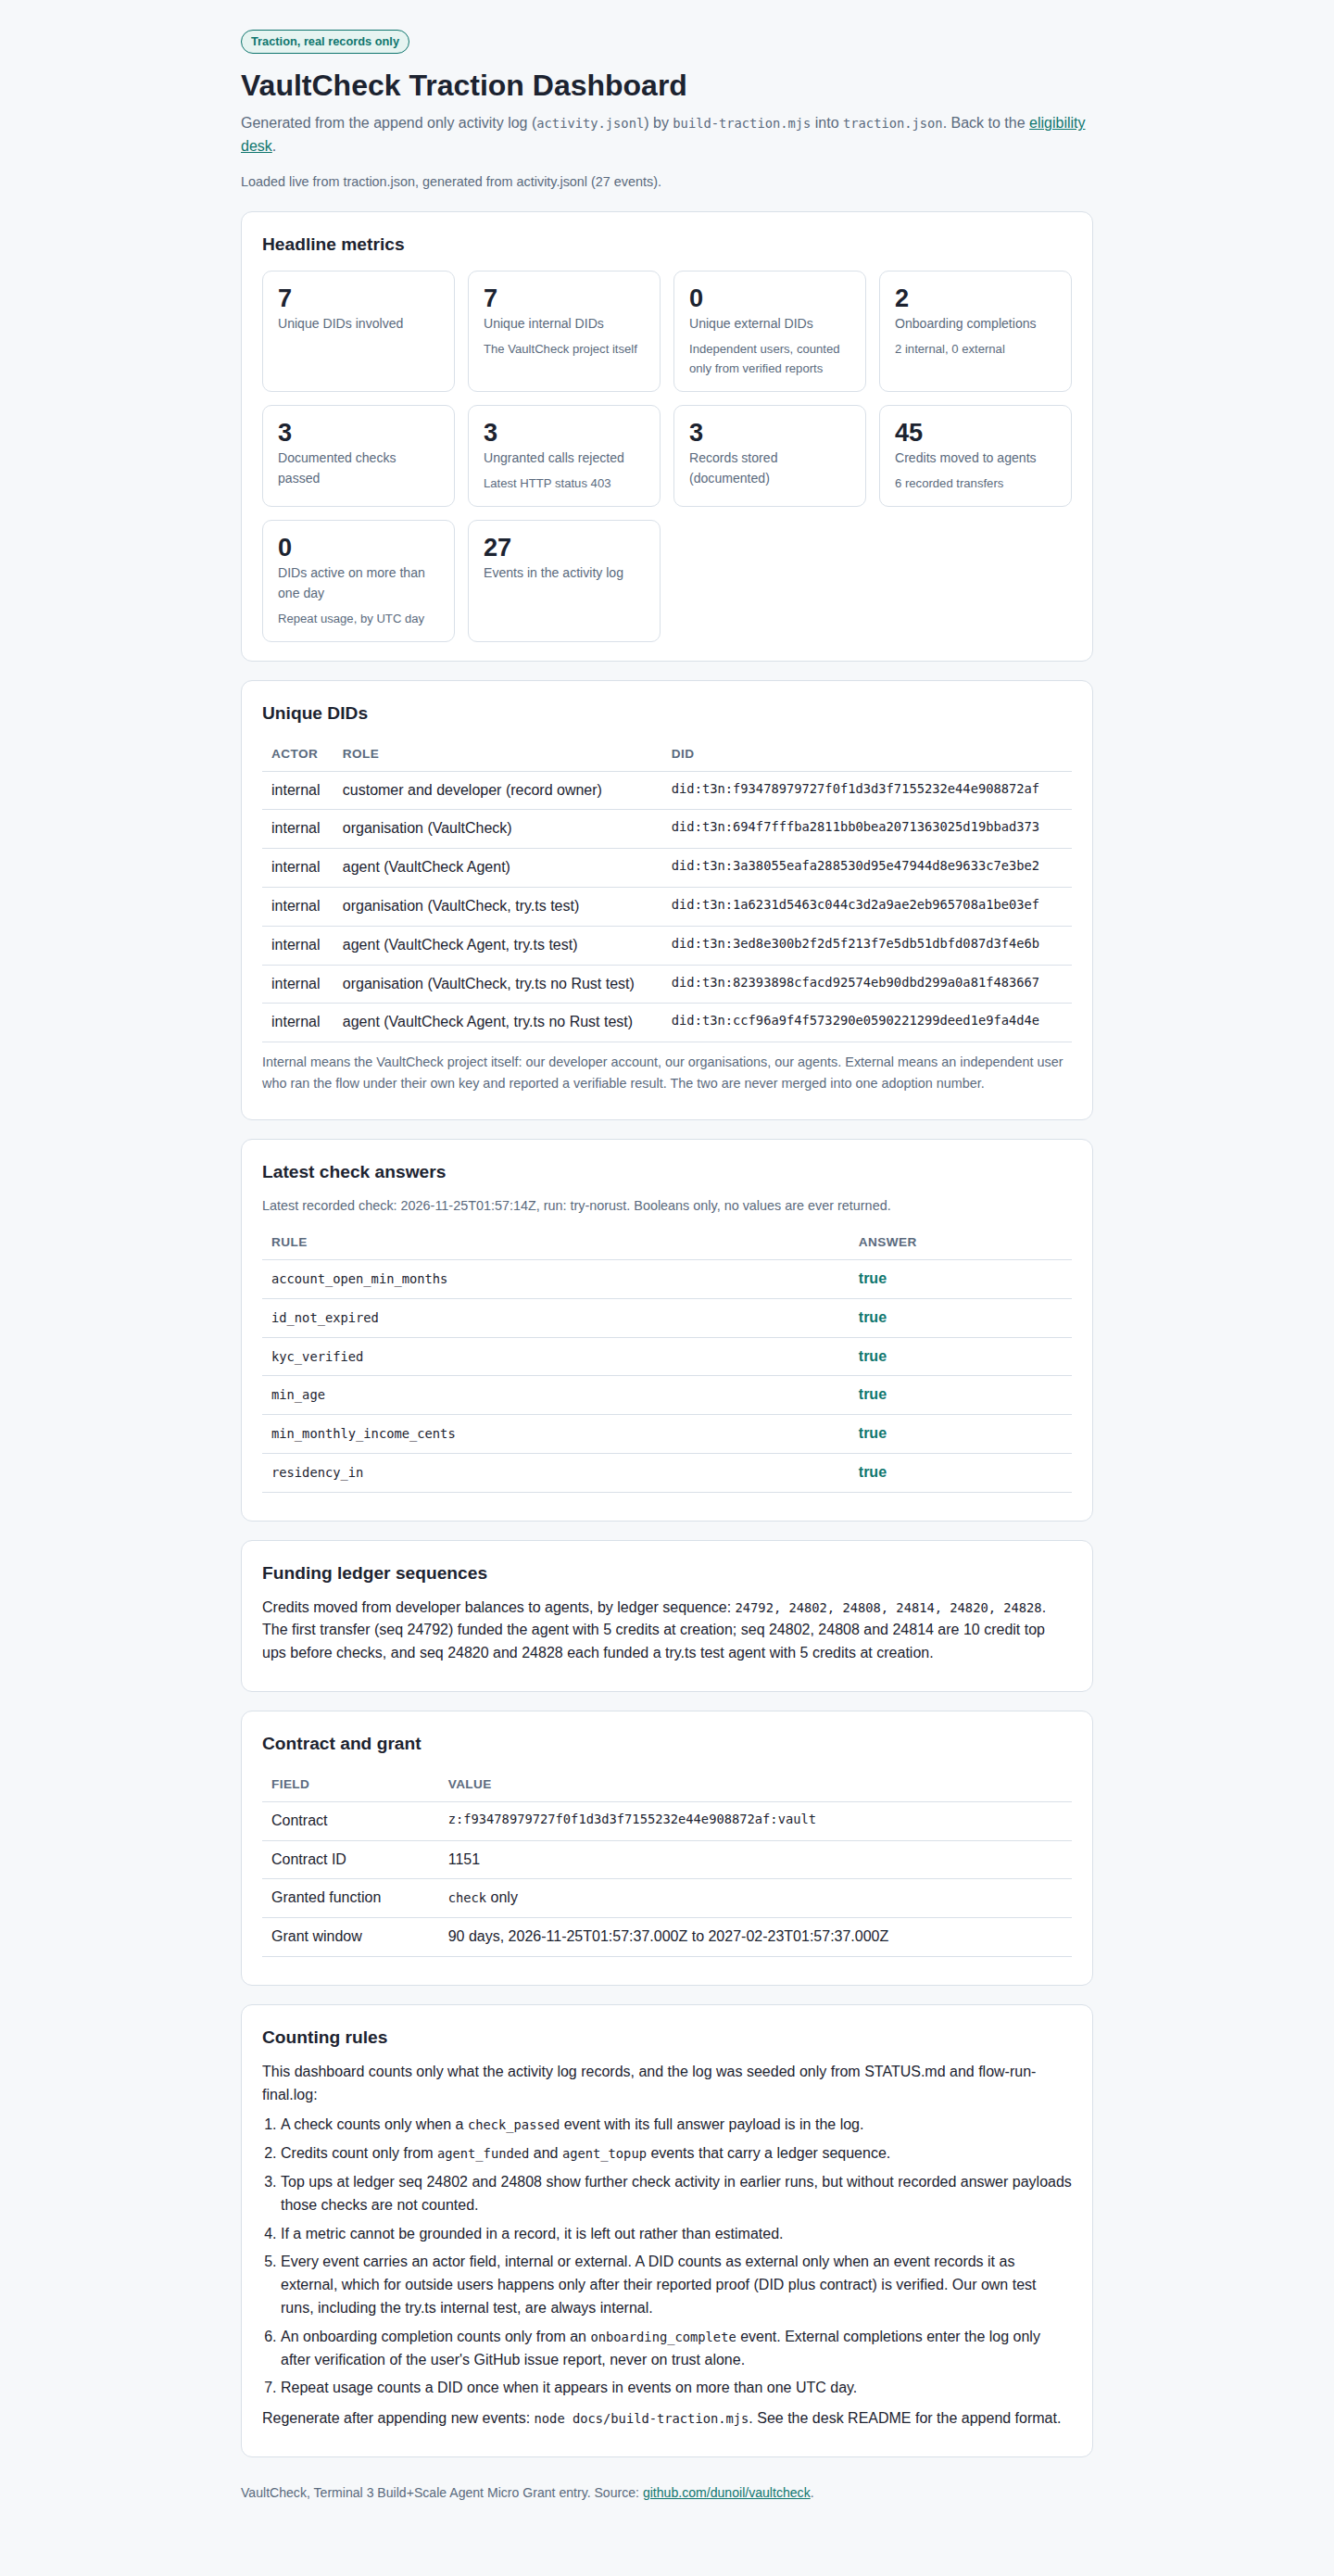 Traction, real records only
VaultCheck Traction Dashboard
Generated from the append only activity log (activity.jsonl) by build-traction.mjs into traction.json. Back to the eligibility
desk.
Loaded live from traction.json, generated from activity.jsonl (27 events).
Headline metrics
7
Unique DIDs involved
7
Unique internal DIDs
The VaultCheck project itself
0
Unique external DIDs
Independent users, counted
only from verified reports
2
Onboarding completions
2 internal, 0 external
3
Documented checks
passed
3
Ungranted calls rejected
Latest HTTP status 403
3
Records stored
(documented)
45
Credits moved to agents
6 recorded transfers
0
DIDs active on more than
one day
Repeat usage, by UTC day
27
Events in the activity log
Unique DIDs
ACTOR ROLE DID
internal customer and developer (record owner) did:t3n:f93478979727f0f1d3d3f7155232e44e908872af
internal organisation (VaultCheck) did:t3n:694f7fffba2811bb0bea2071363025d19bbad373
internal agent (VaultCheck Agent) did:t3n:3a38055eafa288530d95e47944d8e9633c7e3be2
internal organisation (VaultCheck, try.ts test) did:t3n:1a6231d5463c044c3d2a9ae2eb965708a1be03ef
internal agent (VaultCheck Agent, try.ts test) did:t3n:3ed8e300b2f2d5f213f7e5db51dbfd087d3f4e6b
internal organisation (VaultCheck, try.ts no Rust test) did:t3n:82393898cfacd92574eb90dbd299a0a81f483667
internal agent (VaultCheck Agent, try.ts no Rust test) did:t3n:ccf96a9f4f573290e0590221299deed1e9fa4d4e
Internal means the VaultCheck project itself: our developer account, our organisations, our agents. External means an independent user
who ran the flow under their own key and reported a verifiable result. The two are never merged into one adoption number.
Latest check answers
Latest recorded check: 2026-11-25T01:57:14Z, run: try-norust. Booleans only, no values are ever returned.
RULE ANSWER
account_open_min_months true
id_not_expired true
kyc_verified true
min_age true
min_monthly_income_cents true
residency_in true
Funding ledger sequences
Credits moved from developer balances to agents, by ledger sequence: 24792, 24802, 24808, 24814, 24820, 24828.
The first transfer (seq 24792) funded the agent with 5 credits at creation; seq 24802, 24808 and 24814 are 10 credit top
ups before checks, and seq 24820 and 24828 each funded a try.ts test agent with 5 credits at creation.
Contract and grant
FIELD VALUE
Contract z:f93478979727f0f1d3d3f7155232e44e908872af:vault
Contract ID 1151
Granted function check only
Grant window 90 days, 2026-11-25T01:57:37.000Z to 2027-02-23T01:57:37.000Z
Counting rules
This dashboard counts only what the activity log records, and the log was seeded only from STATUS.md and flow-run-
final.log:
1. A check counts only when a check_passed event with its full answer payload is in the log.
2. Credits count only from agent_funded and agent_topup events that carry a ledger sequence.
3. Top ups at ledger seq 24802 and 24808 show further check activity in earlier runs, but without recorded answer payloads
those checks are not counted.
4. If a metric cannot be grounded in a record, it is left out rather than estimated.
5. Every event carries an actor field, internal or external. A DID counts as external only when an event records it as
external, which for outside users happens only after their reported proof (DID plus contract) is verified. Our own test
runs, including the try.ts internal test, are always internal.
6. An onboarding completion counts only from an onboarding_complete event. External completions enter the log only
after verification of the user's GitHub issue report, never on trust alone.
7. Repeat usage counts a DID once when it appears in events on more than one UTC day.
Regenerate after appending new events: node docs/build-traction.mjs. See the desk README for the append format.
VaultCheck, Terminal 3 Build+Scale Agent Micro Grant entry. Source: github.com/dunoil/vaultcheck.